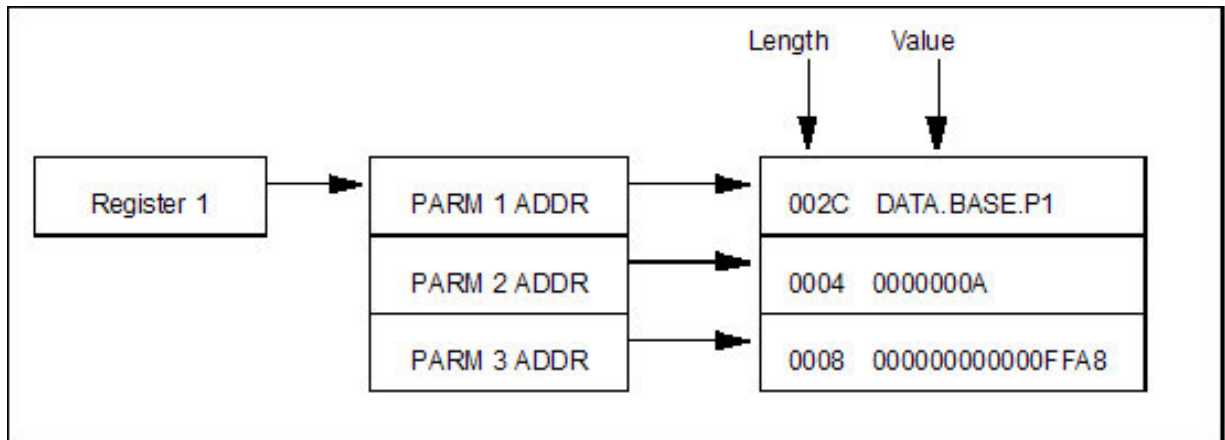 Length Value
Register 1 PARM 1 ADDR 002C DATA.BASE.P1
PARM 2 ADDR 0004 0000000A
PARM 3 ADDR 0008 000000000000FFA8